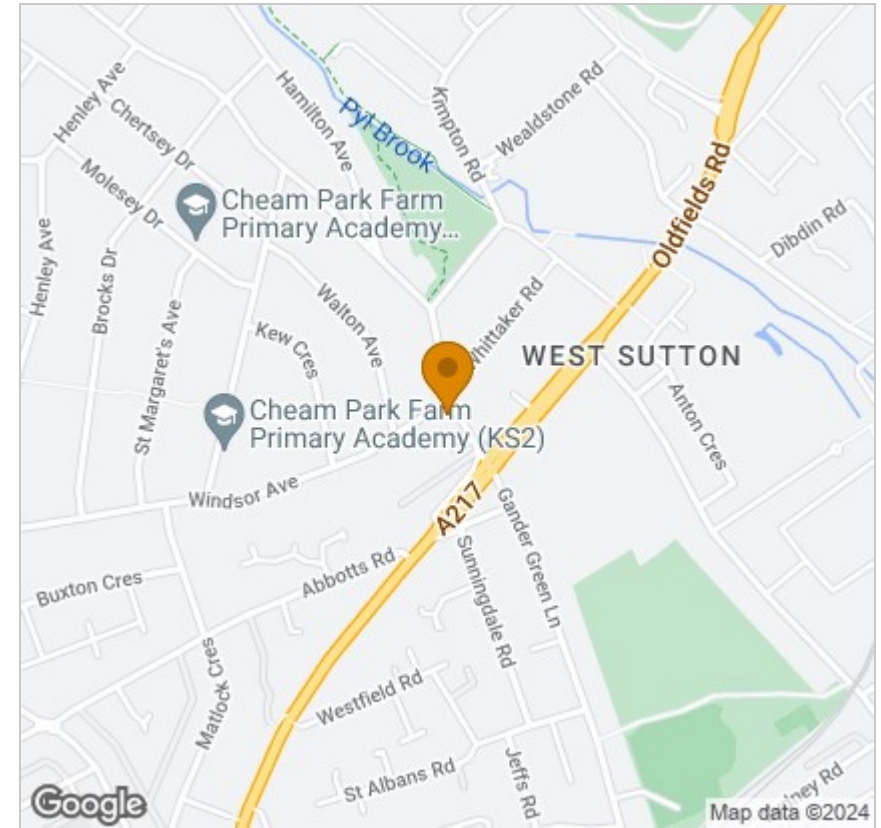 Henley Ave
Chertsey Dr
Molesey Dr
Hamilton Ave
Pyl Brook
Kimpton Rd
Wealdstone Rd
Oldfields Rd
Dibdin Rd
Cheam Park Farm
Primary Academy...
Henley Ave
Brocks Dr
St Margaret's Ave
Kew Cres
Walton Ave
Whittaker Rd
WEST SUTTON
Anton Cres
Cheam Park Farm
Primary Academy (KS2)
Windsor Ave
A217
Gander Green Ln
Sunningdale Rd
Abbotts Rd
Buxton Cres
Matlock Cres
Westfield Rd
St Albans Rd
Jeffs Rd
Google
Map data ©2024